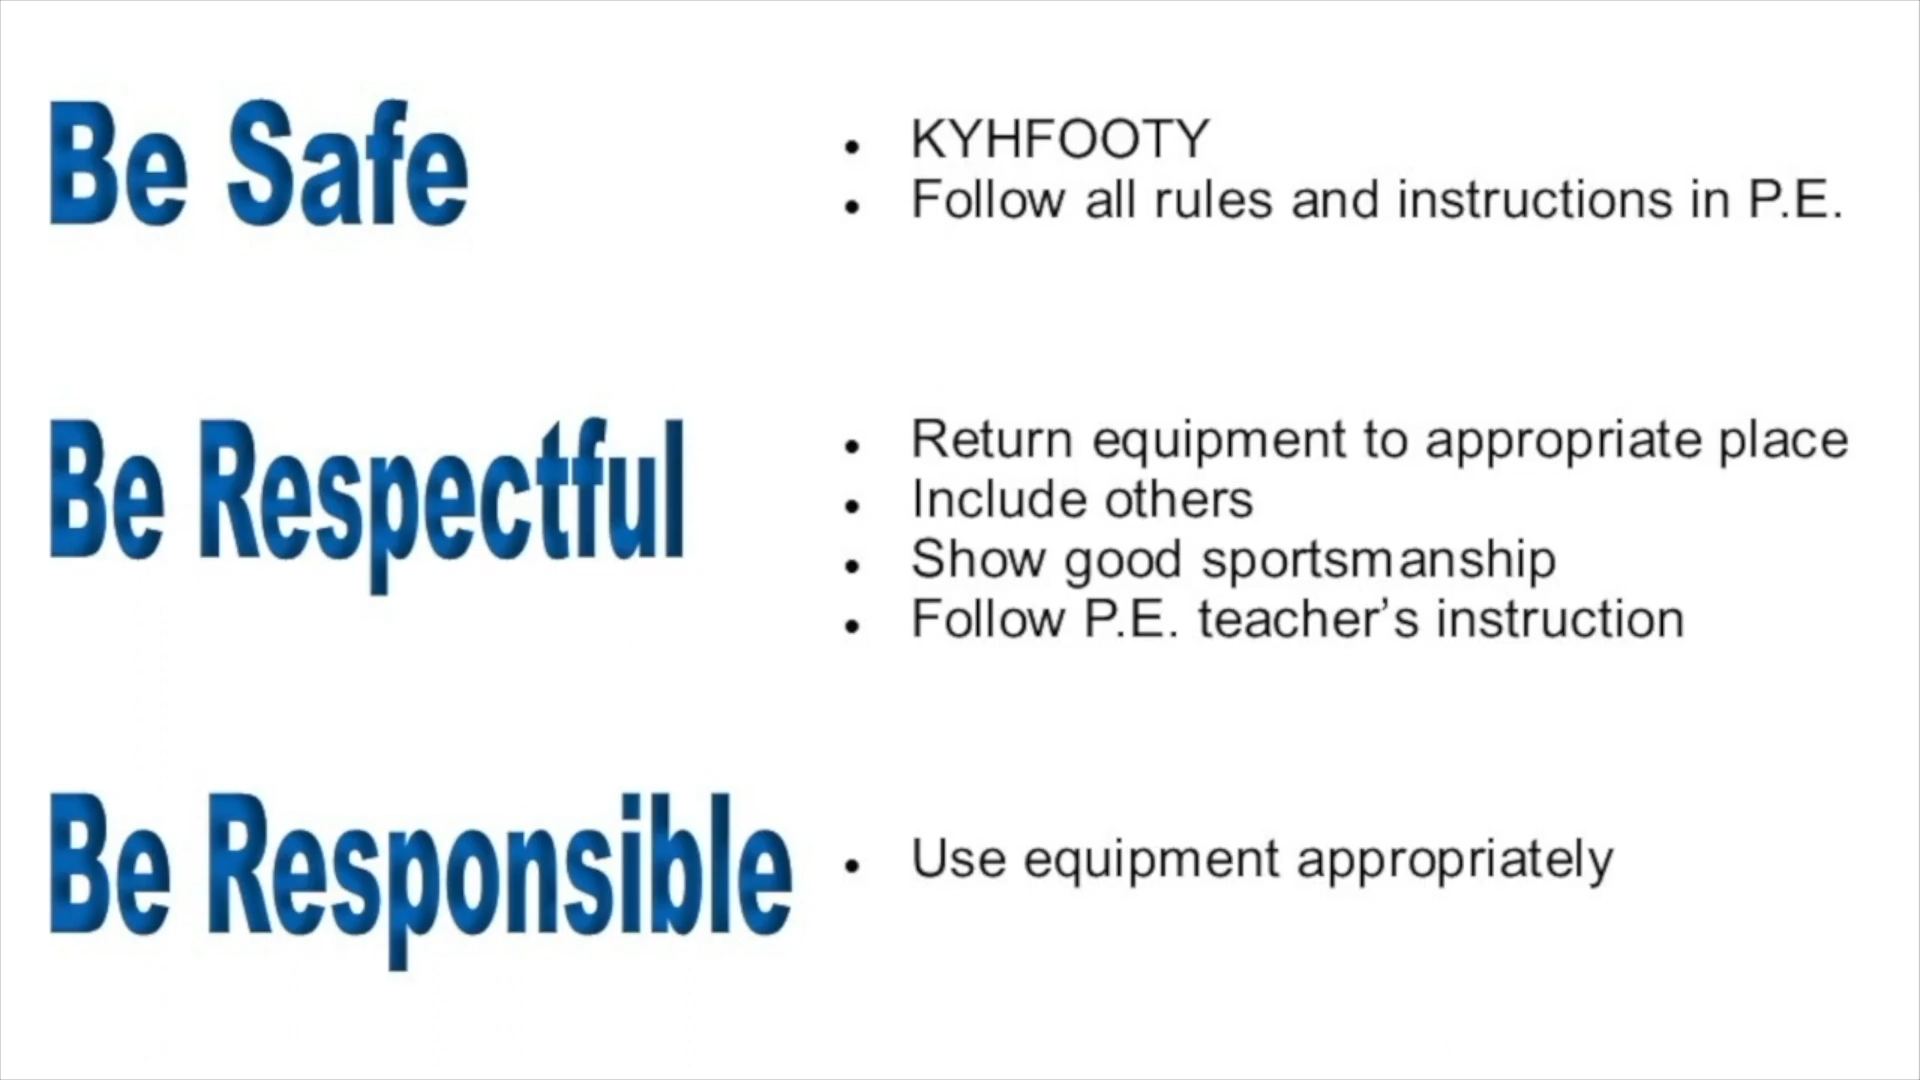 Be Safe
• KYHFOOTY
• Follow all rules and instructions in P.E.
Be Respectful
• Return equipment to appropriate place
• Include others
• Show good sportsmanship
• Follow P.E. teacher’s instruction
Be Responsible
• Use equipment appropriately